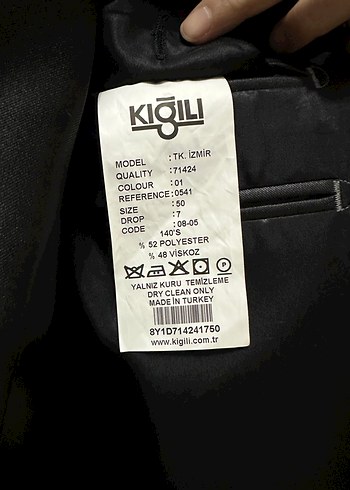 KIĞILI
MODEL : TK. İZMİR
QUALITY : 71424
COLOUR : 01
REFERENCE : 0541
SIZE : 50
DROP : 7
CODE : 08-05
140'S
% 52 POLYESTER
% 48 VİSKOZ
P
YALNIZ KURU TEMİZLEME
DRY CLEAN ONLY
MADE IN TURKEY
8Y1D714241750
www.kigili.com.tr